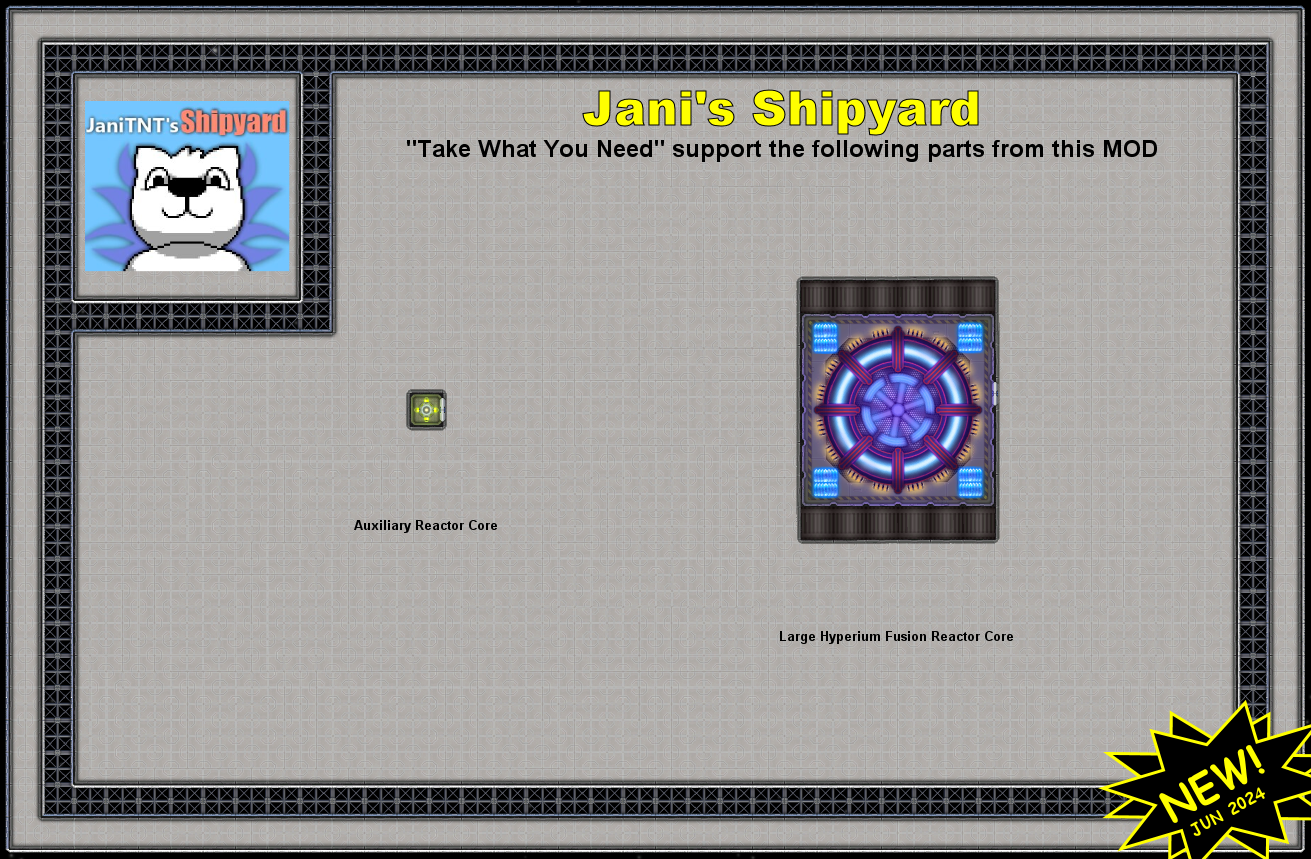 JaniTNT's Shipyard
Jani's Shipyard
"Take What You Need" support the following parts from this MOD
Auxiliary Reactor Core
Large Hyperium Fusion Reactor Core
NEW!
JUN 2024